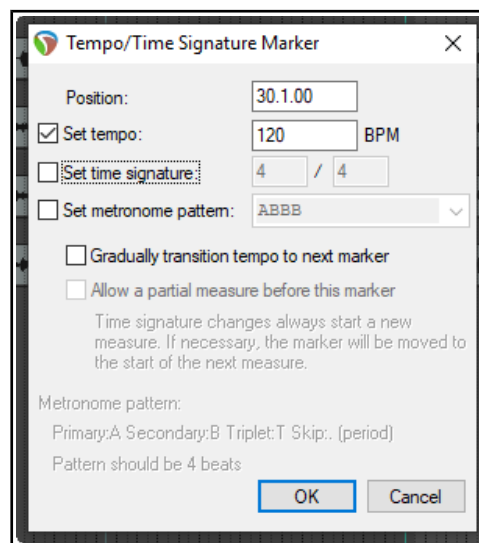 Tempo/Time Signature Marker
Position: 30.1.00
Set tempo: 120 BPM
Set time signature: 4 / 4
Set metronome pattern: ABBB
Gradually transition tempo to next marker
Allow a partial measure before this marker
Time signature changes always start a new
measure. If necessary, the marker will be moved to
the start of the next measure.
Metronome pattern:
Primary:A Secondary:B Triplet:T Skip:. (period)
Pattern should be 4 beats
OK Cancel